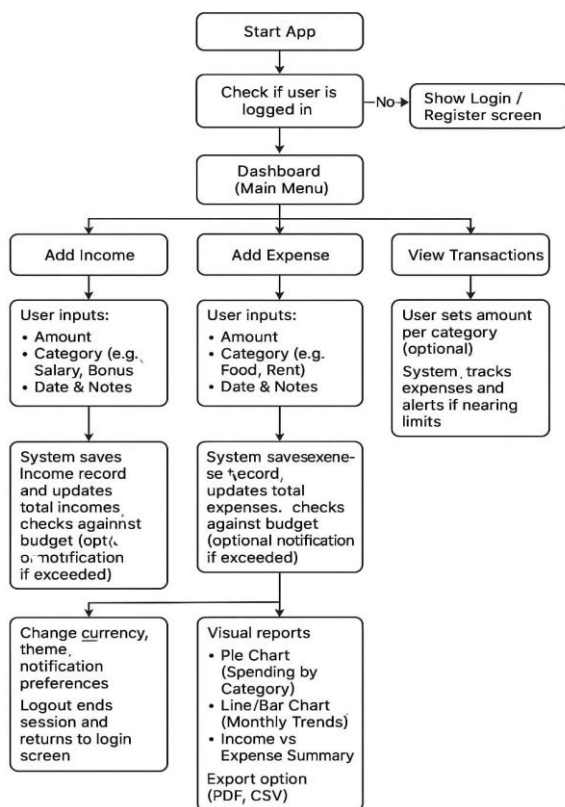 Start App
Check if user is
logged in
No
Show Login /
Register screen
Dashboard
(Main Menu)
Add Income
Add Expense
View Transactions
User inputs:
• Amount
• Category (e.g.,
Salary, Bonus
• Date & Notes
User inputs:
• Amount
• Category (e.g.
Food, Rent)
• Date & Notes
User sets amount
per category
(optional)
System, tracks
expenses and
alerts if nearing
limits
System saves
Income record
and updates
total incomes,
checks against
budget
if exceeded)
System savesexene-
se record,
updates total
expenses. checks
against budget
(optional notification
if exceeded)
Change currency,
theme,
notification
preferences
Logout ends
session and
returns to login
screen
Visual reports
• Ple Chart
(Spending by
Category)
• Line/Bar Chart
(Monthly Trends)
• Income vs
Expense Summary
Export option
(PDF, CSV)